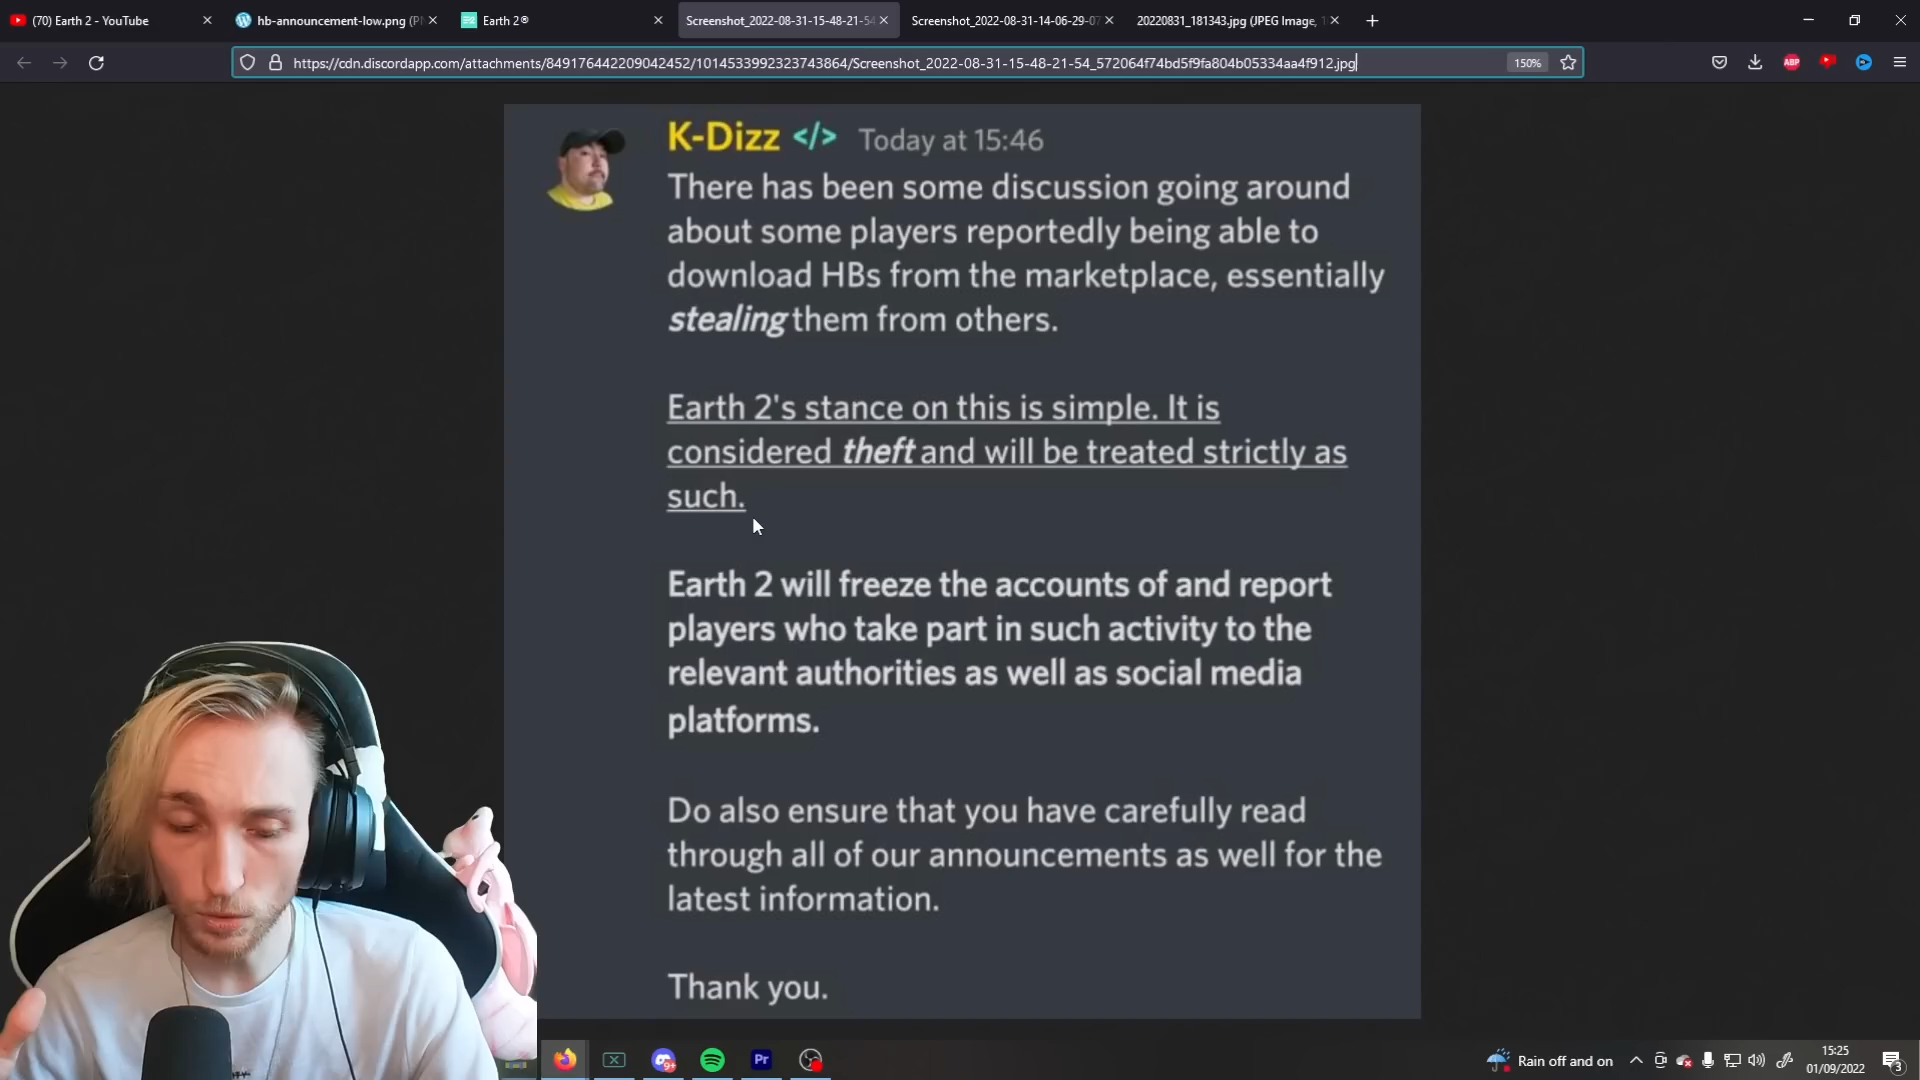 (70) Earth 2 - YouTube
hb-announcement-low.png (P
Earth 2®
Screenshot_2022-08-31-15-48-21-54
Screenshot_2022-08-31-14-06-29-07
20220831_181343.jpg (JPEG Image, 1
https://cdn.discordapp.com/attachments/849176442209042452/1014533992323743864/Screenshot_2022-08-31-15-48-21-54_572064f74bd5f9fa804b05334aa4f912.jpg
150%
ABP
K-Dizz </> Today at 15:46
There has been some discussion going around
about some players reportedly being able to
download HBs from the marketplace, essentially
stealing them from others.
Earth 2's stance on this is simple. It is
considered theft and will be treated strictly as
such.
Earth 2 will freeze the accounts of and report
players who take part in such activity to the
relevant authorities as well as social media
platforms.
Do also ensure that you have carefully read
through all of our announcements as well for the
latest information.
Thank you.
9+
Pr
Rain off and on
15:25
01/09/2022
3